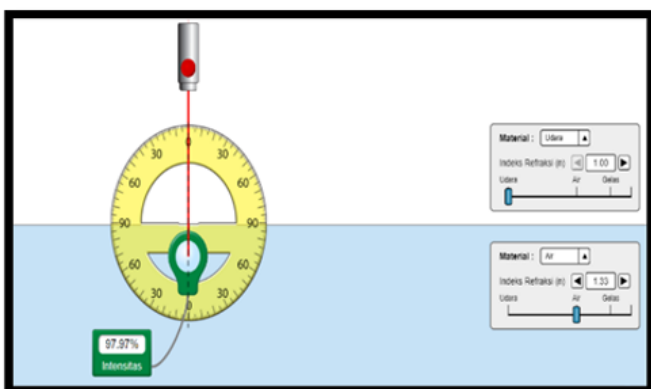 0
30 30
60 60
90 90
60 60
30 30
0
97.97%
Intensitas
Material : Udara
Indeks Refraksi (n) 1.00
Udara Air Gelas
Material : Air
Indeks Refraksi (n) 1.33
Udara Air Gelas